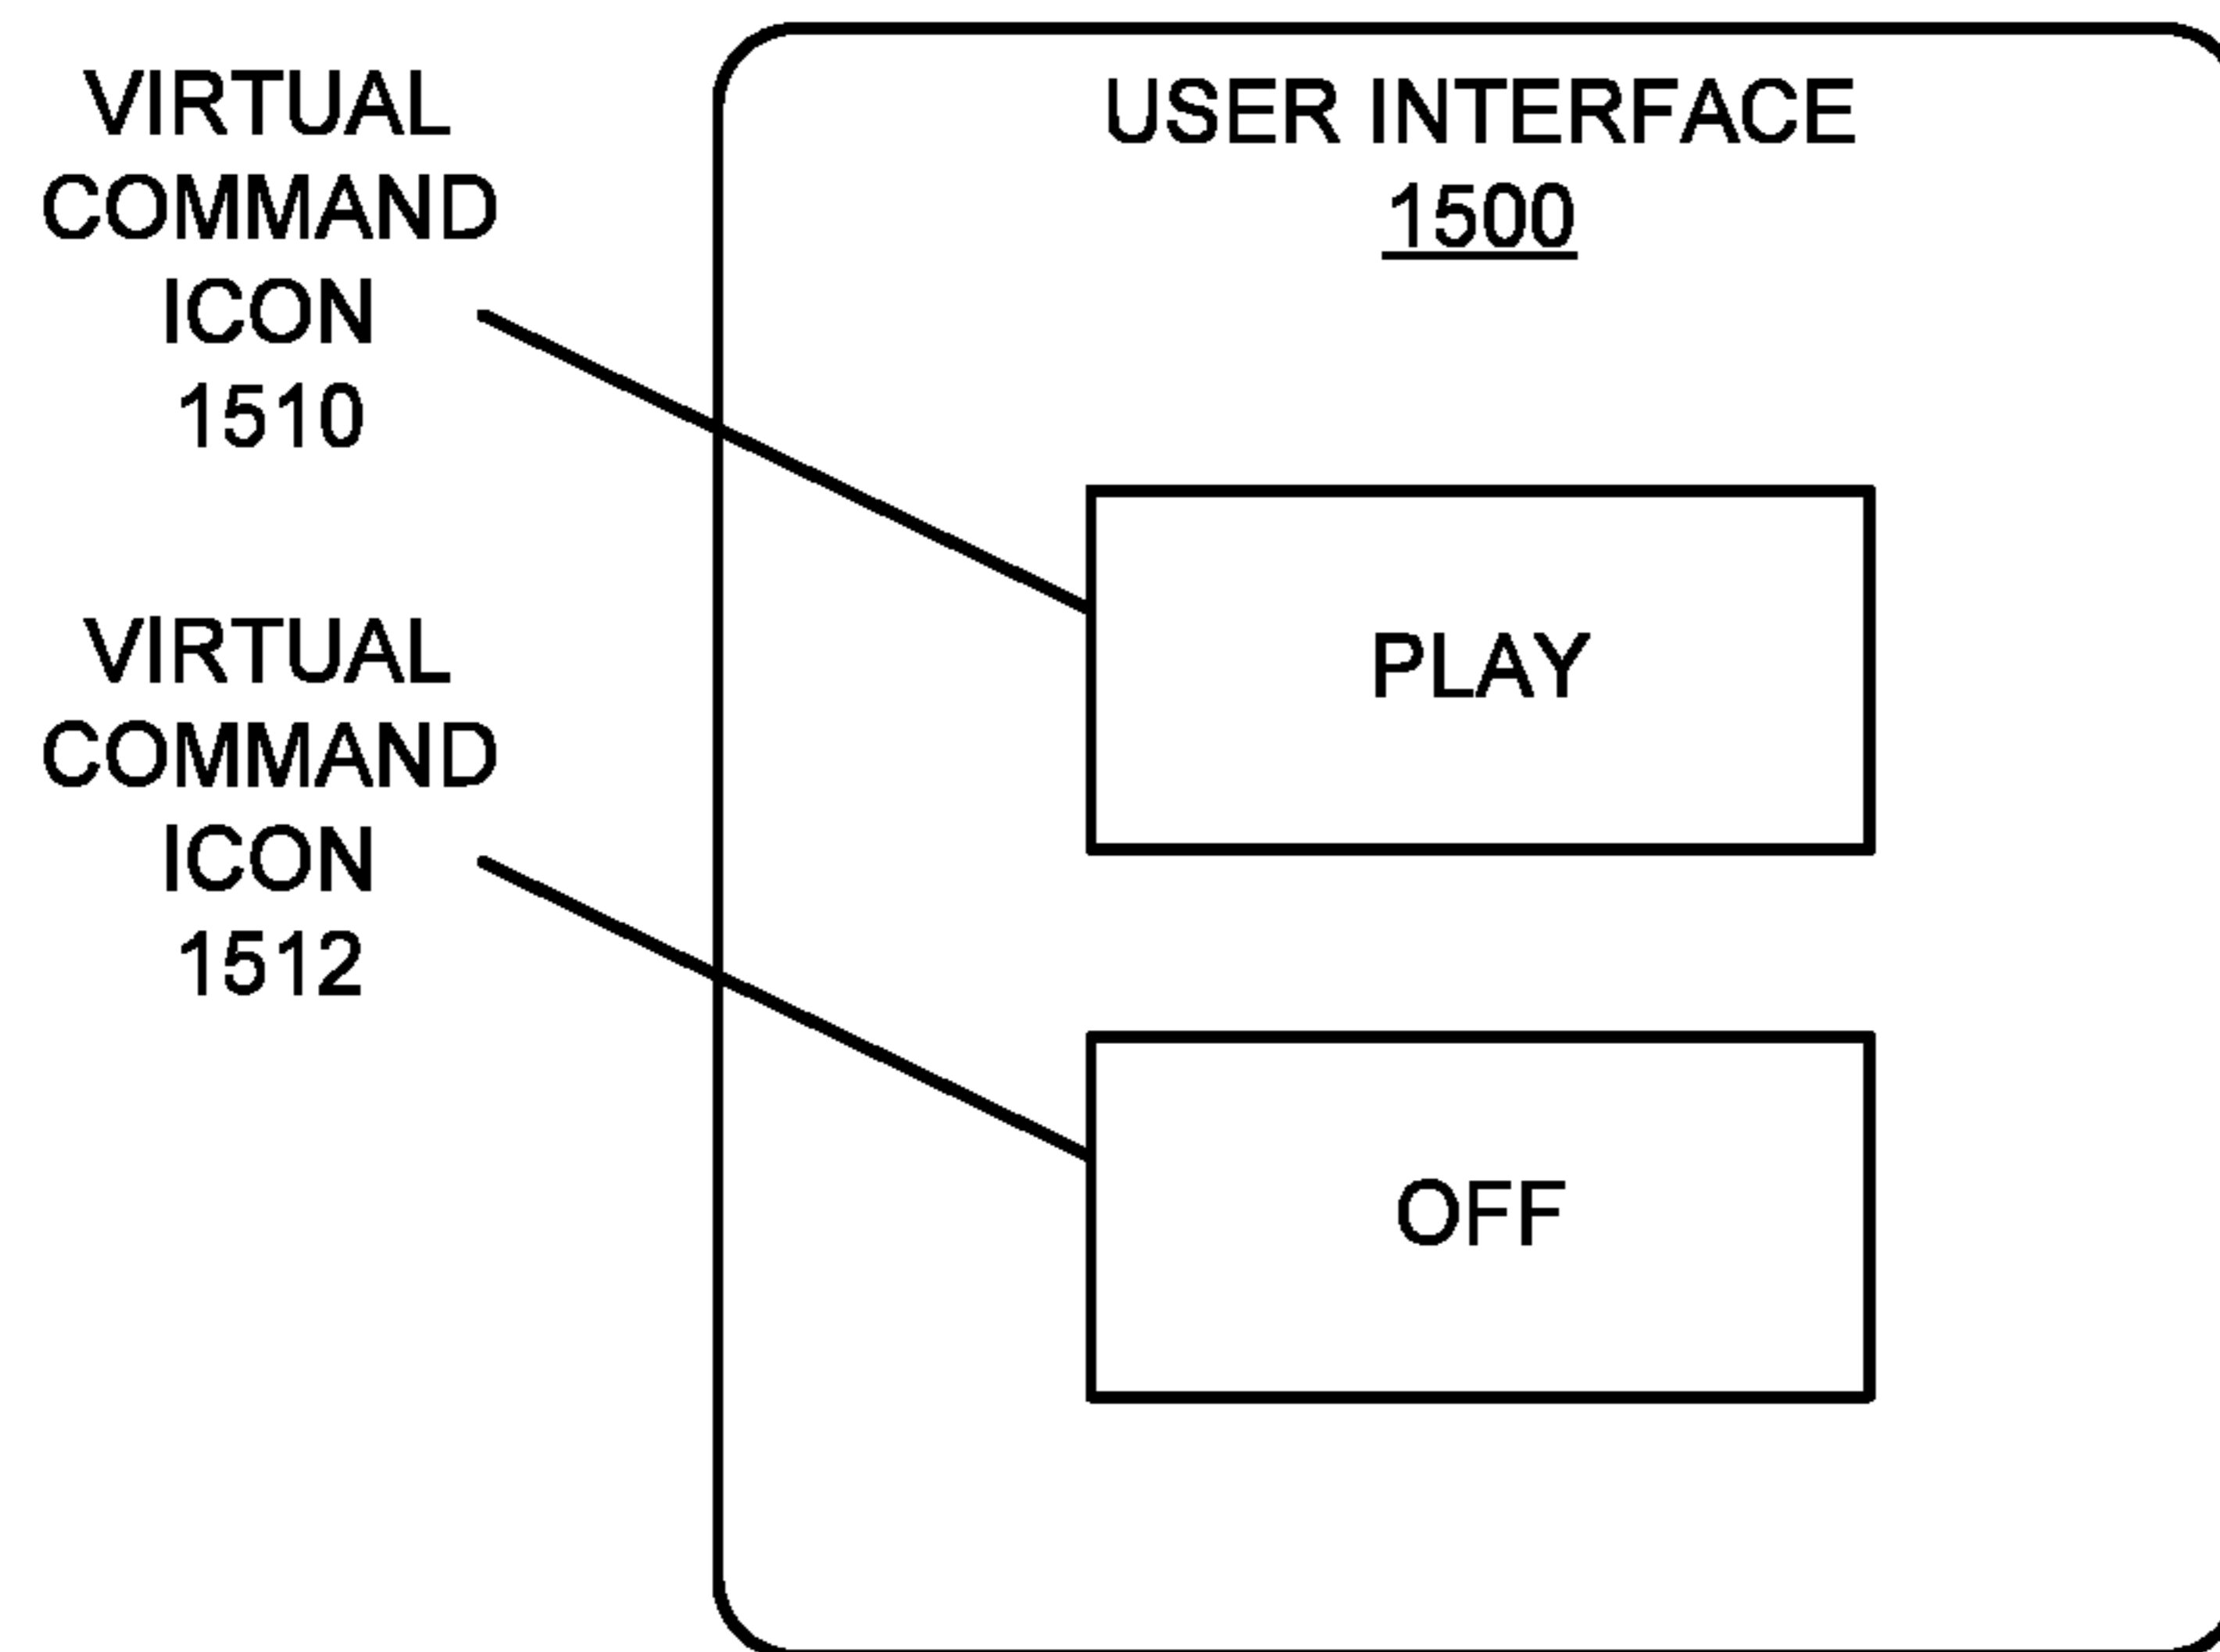 VIRTUAL
COMMAND
ICON
1510
VIRTUAL
COMMAND
ICON
1512
USER INTERFACE
1500
PLAY
OFF